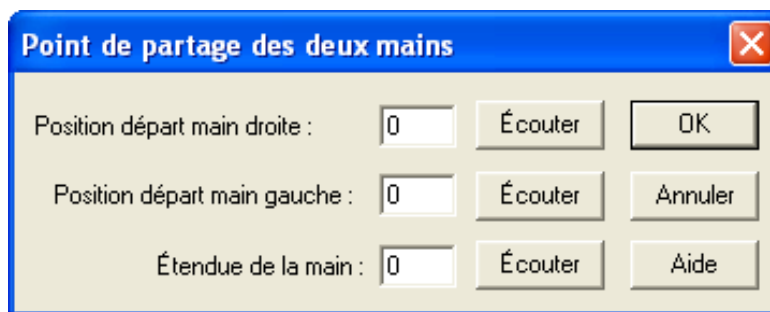 Point de partage des deux mains
Position départ main droite : 0 Écouter OK
Position départ main gauche : 0 Écouter Annuler
Étendue de la main : 0 Écouter Aide